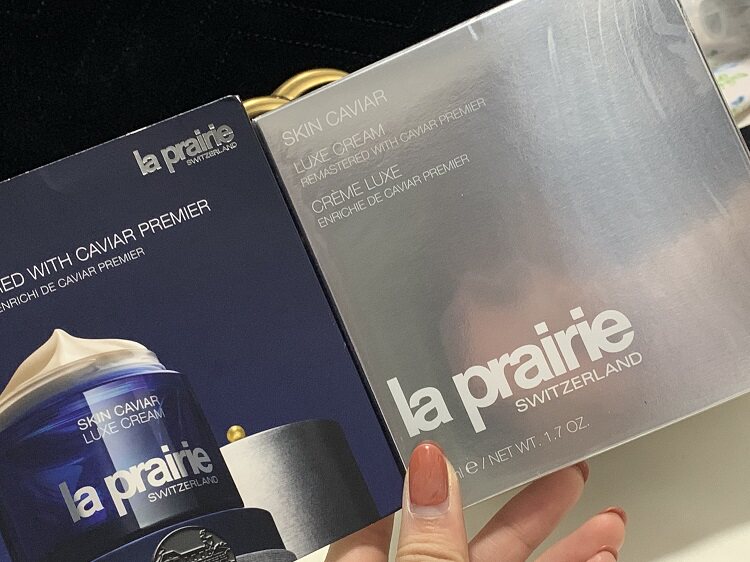 la prairie
SWITZERLAND
WITH CAVIAR PREMIER
ENRICHI DE CAVIAR PREMIER
SKIN CAVIAR
LUXE CREAM
la prairie
SWITZERLAND
SKIN CAVIAR
LUXE CREAM
REMASTERED WITH CAVIAR PREMIER
CRÈME LUXE
ENRICHIE DE CAVIAR PREMIER
la prairie
SWITZERLAND
e / NET WT. 1.7 OZ.